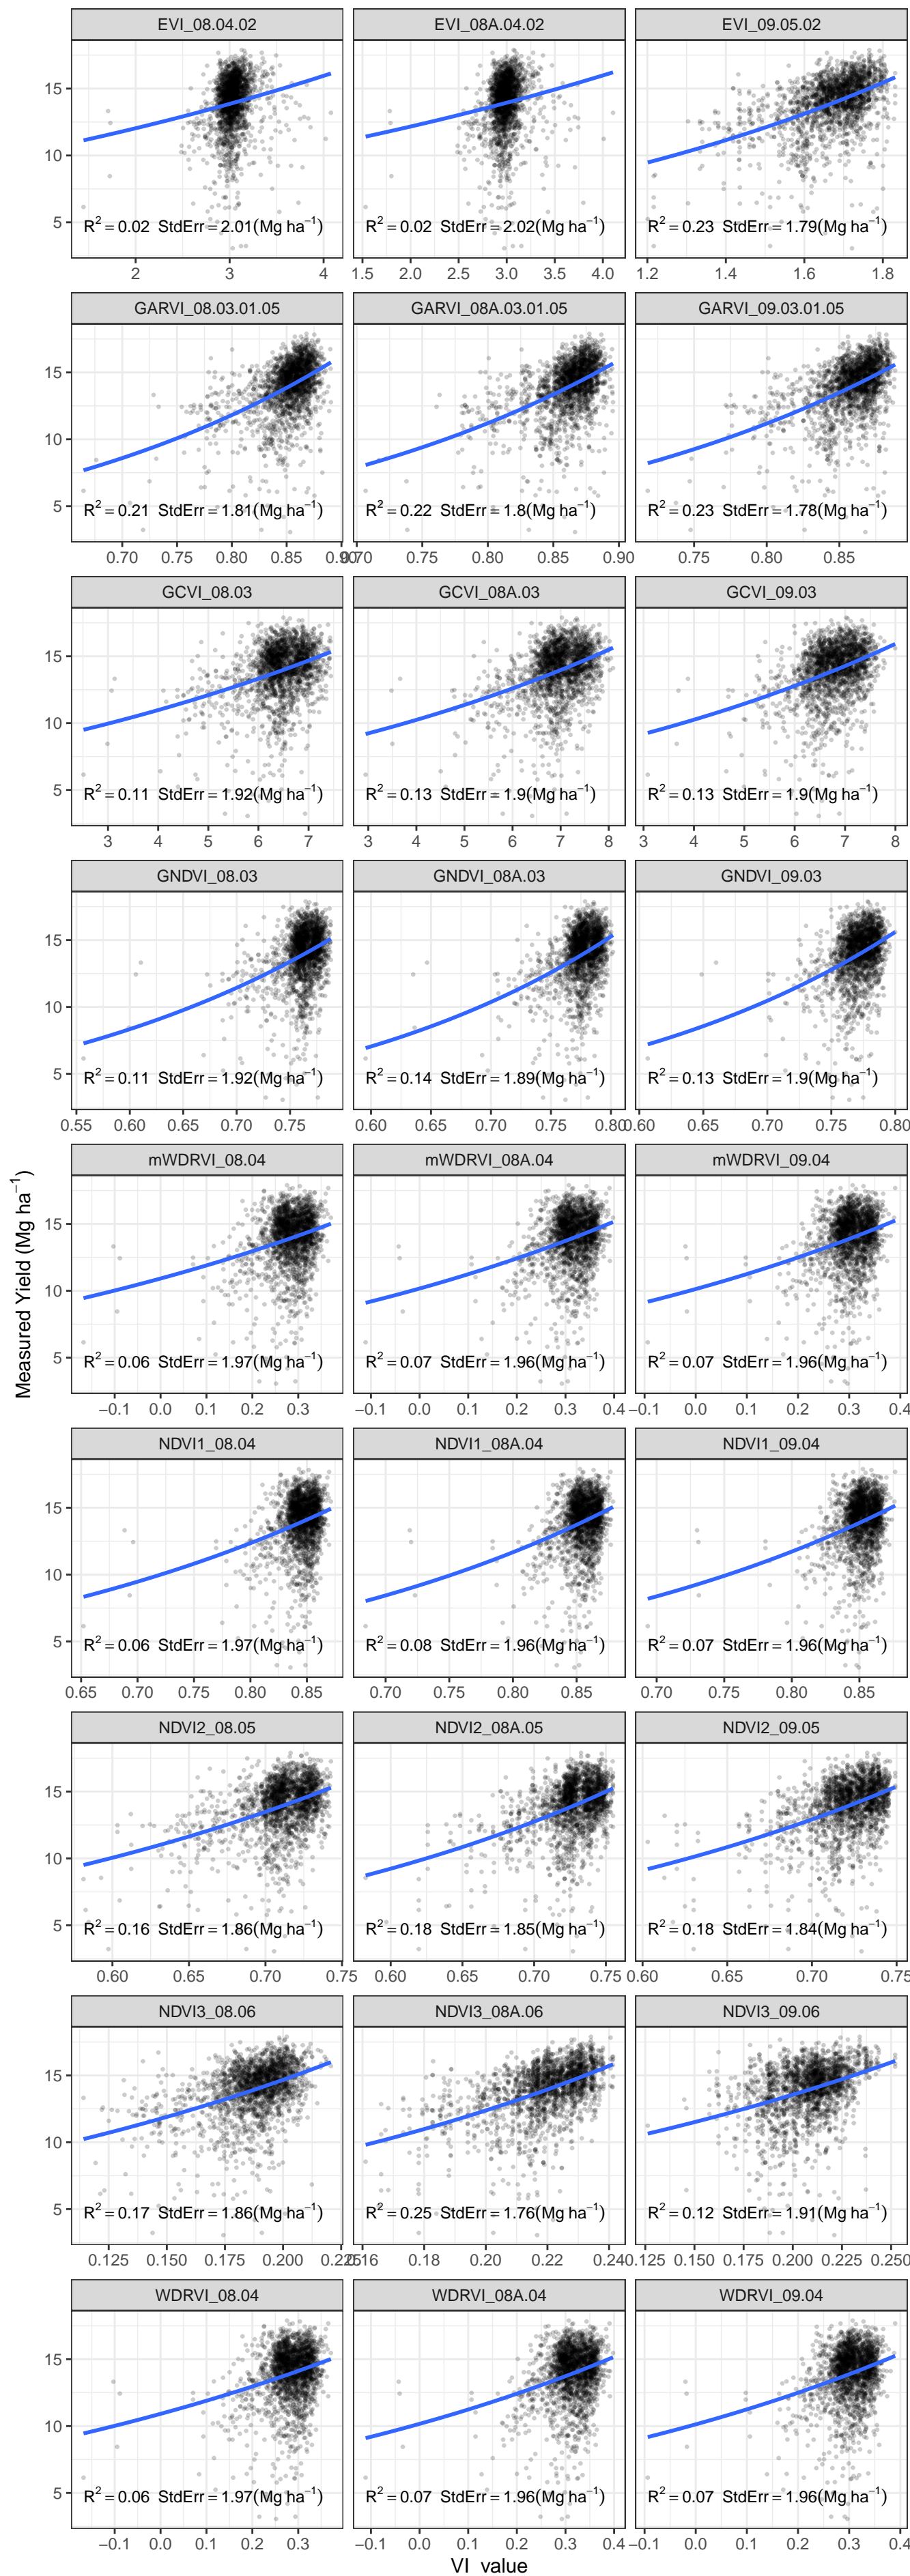 EVI_08.04.02 EVI_08A.04.02 EVI_09.05.02
15
10
5
R² = 0.02 StdErr = 2.01(Mg ha⁻¹) R² = 0.02 StdErr = 2.02(Mg ha⁻¹) R² = 0.23 StdErr = 1.79(Mg ha⁻¹)
2 3 4 1.5 2.0 2.5 3.0 3.5 4.0 1.2 1.4 1.6 1.8
GARVI_08.03.01.05 GARVI_08A.03.01.05 GARVI_09.03.01.05
15
10
5
R² = 0.21 StdErr = 1.81(Mg ha⁻¹) R² = 0.22 StdErr = 1.8(Mg ha⁻¹) R² = 0.23 StdErr = 1.78(Mg ha⁻¹)
0.70 0.75 0.80 0.85 0.90 0.70 0.75 0.80 0.85 0.90 0.75 0.80 0.85
GCVI_08.03 GCVI_08A.03 GCVI_09.03
15
10
5
R² = 0.11 StdErr = 1.92(Mg ha⁻¹) R² = 0.13 StdErr = 1.9(Mg ha⁻¹) R² = 0.13 StdErr = 1.9(Mg ha⁻¹)
3 4 5 6 7 3 4 5 6 7 8 3 4 5 6 7 8
GNDVI_08.03 GNDVI_08A.03 GNDVI_09.03
15
10
5
R² = 0.11 StdErr = 1.92(Mg ha⁻¹) R² = 0.14 StdErr = 1.89(Mg ha⁻¹) R² = 0.13 StdErr = 1.9(Mg ha⁻¹)
0.55 0.60 0.65 0.70 0.75 0.60 0.65 0.70 0.75 0.80 0.60 0.65 0.70 0.75 0.80
Measured Yield (Mg ha⁻¹)
mWDRVI_08.04 mWDRVI_08A.04 mWDRVI_09.04
15
10
5
R² = 0.06 StdErr = 1.97(Mg ha⁻¹) R² = 0.07 StdErr = 1.96(Mg ha⁻¹) R² = 0.07 StdErr = 1.96(Mg ha⁻¹)
−0.1 0.0 0.1 0.2 0.3 −0.1 0.0 0.1 0.2 0.3 0.4 −0.1 0.0 0.1 0.2 0.3 0.4
NDVI1_08.04 NDVI1_08A.04 NDVI1_09.04
15
10
5
R² = 0.06 StdErr = 1.97(Mg ha⁻¹) R² = 0.08 StdErr = 1.96(Mg ha⁻¹) R² = 0.07 StdErr = 1.96(Mg ha⁻¹)
0.65 0.70 0.75 0.80 0.85 0.70 0.75 0.80 0.85 0.70 0.75 0.80 0.85
NDVI2_08.05 NDVI2_08A.05 NDVI2_09.05
15
10
5
R² = 0.16 StdErr = 1.86(Mg ha⁻¹) R² = 0.18 StdErr = 1.85(Mg ha⁻¹) R² = 0.18 StdErr = 1.84(Mg ha⁻¹)
0.60 0.65 0.70 0.75 0.60 0.65 0.70 0.75 0.60 0.65 0.70 0.75
NDVI3_08.06 NDVI3_08A.06 NDVI3_09.06
15
10
5
R² = 0.17 StdErr = 1.86(Mg ha⁻¹) R² = 0.25 StdErr = 1.76(Mg ha⁻¹) R² = 0.12 StdErr = 1.91(Mg ha⁻¹)
0.125 0.150 0.175 0.200 0.225 0.16 0.18 0.20 0.22 0.24 0.125 0.150 0.175 0.200 0.225 0.250
WDRVI_08.04 WDRVI_08A.04 WDRVI_09.04
15
10
5
R² = 0.06 StdErr = 1.97(Mg ha⁻¹) R² = 0.07 StdErr = 1.96(Mg ha⁻¹) R² = 0.07 StdErr = 1.96(Mg ha⁻¹)
−0.1 0.0 0.1 0.2 0.3 −0.1 0.0 0.1 0.2 0.3 0.4 −0.1 0.0 0.1 0.2 0.3 0.4
VI value